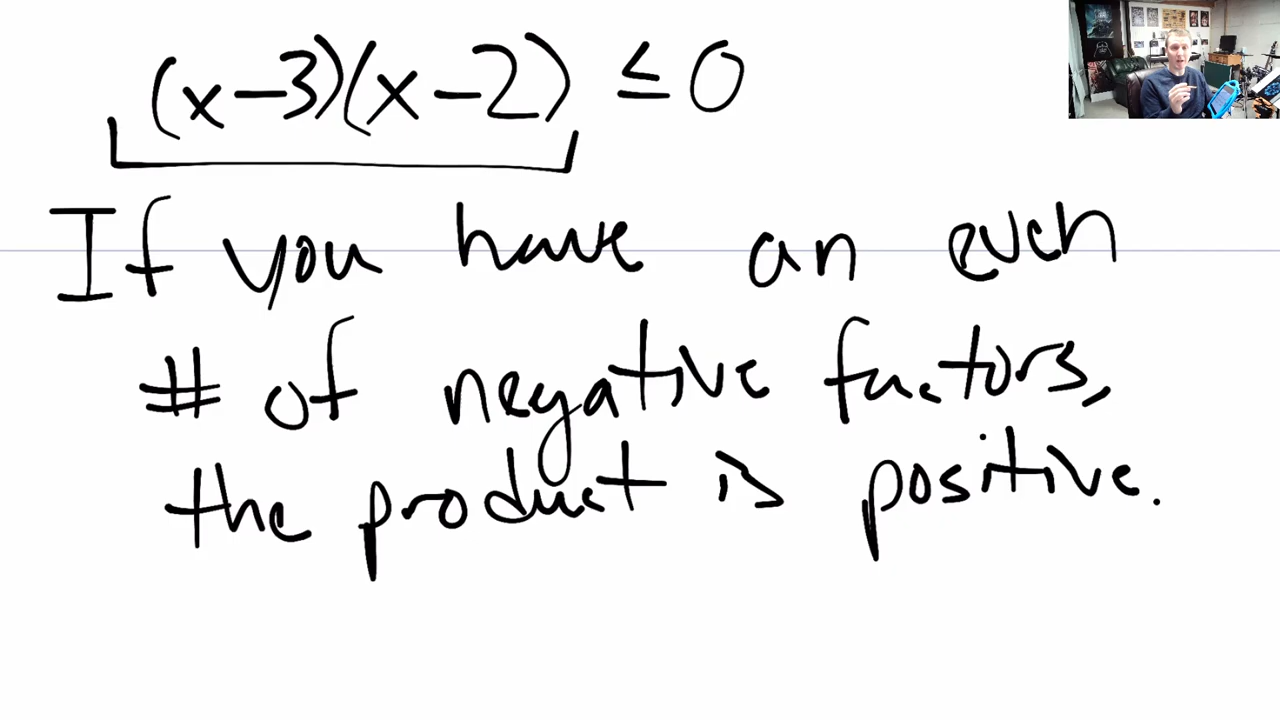 (x-3)(x-2) ≤ 0
If you have an even
# of negative factors,
the product is positive.